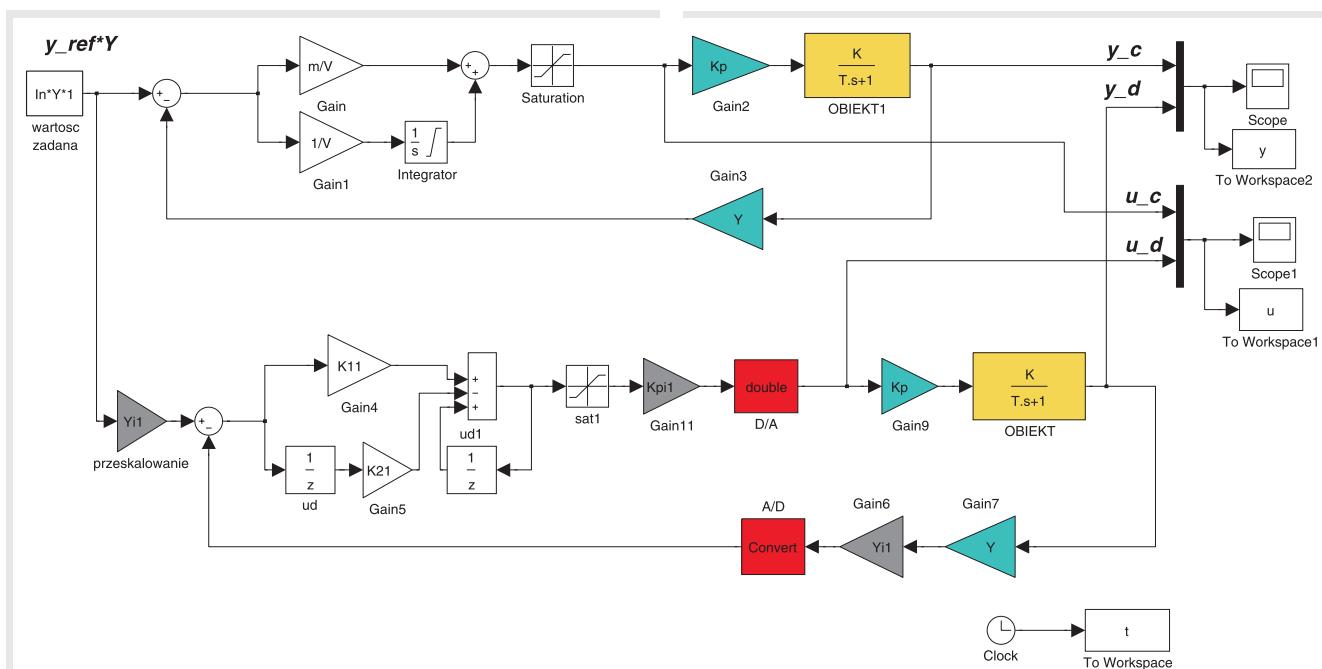 y_ref*Y
In*Y*1
wartosc
zadana
+
−
m/V
Gain
1/V
Gain1
1
s
Integrator
+
+
Saturation
Kp
Gain2
K
T.s+1
OBIEKT1
Gain3
Y
y_c
y_d
Scope
y
To Workspace2
u_c
u_d
Scope1
u
To Workspace1
Yi1
przeskalowanie
+
−
K11
Gain4
1
z
ud
K21
Gain5
+
−
+
ud1
1
z
sat1
Kpi1
Gain11
double
D/A
Kp
Gain9
K
T.s+1
OBIEKT
A/D
Convert
Gain6
Yi1
Gain7
Y
Clock
t
To Workspace